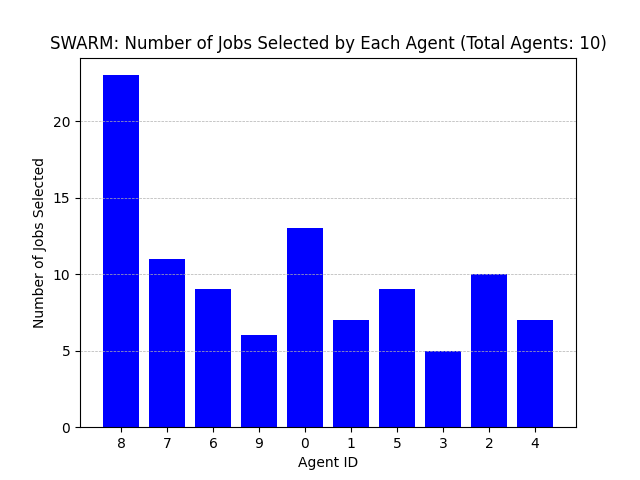 SWARM: Number of Jobs Selected by Each Agent (Total Agents: 10)
Number of Jobs Selected
20
15
10
5
0
8 7 6 9 0 1 5 3 2 4
Agent ID